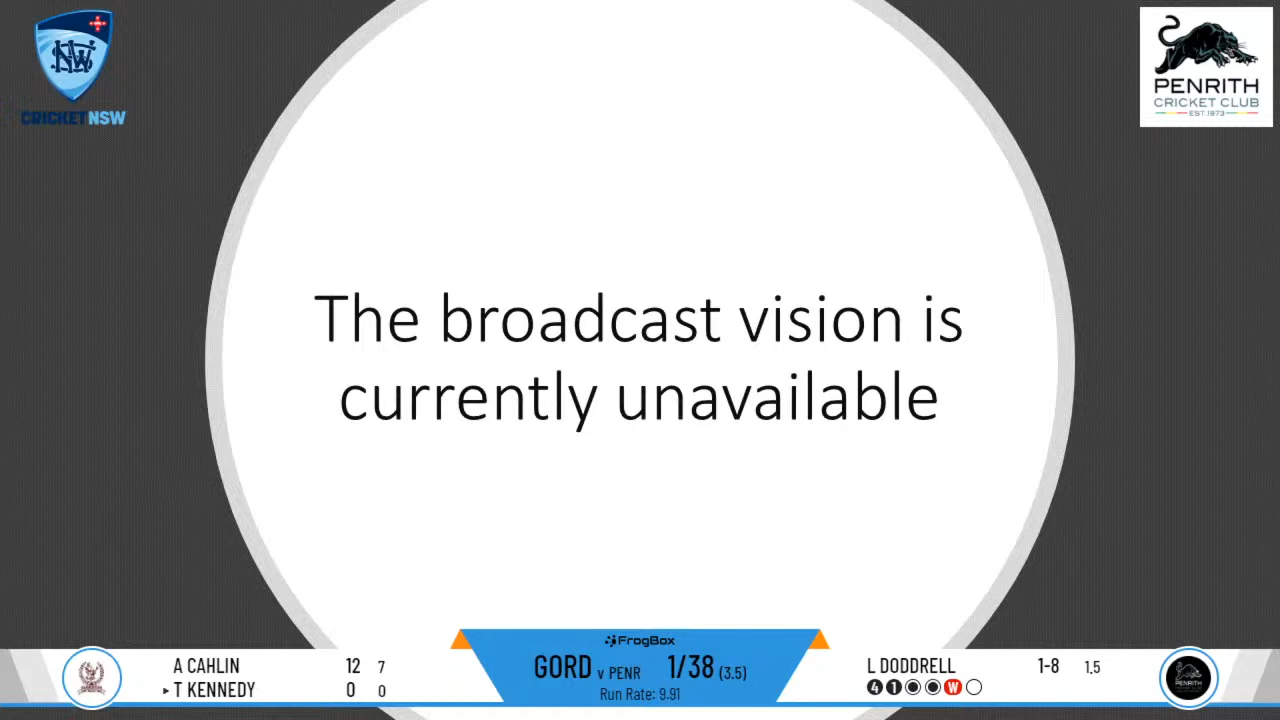 CRICKET NSW
PENRITH
CRICKET CLUB
EST.1973
The broadcast vision is
currently unavailable
FrogBox
A CAHLIN 12 7
T KENNEDY 0 0
GORD v PENR 1/38 (3.5)
Run Rate: 9.91
L DODDRELL 1-8 1.5
4 1 W
PENRITH